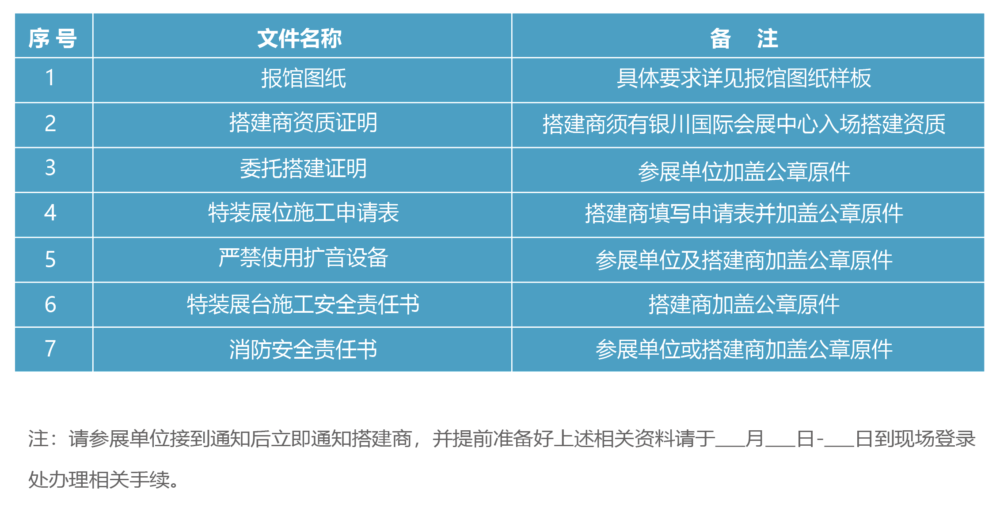 序 号 文件名称 备 注
1 报馆图纸 具体要求详见报馆图纸样板
2 搭建商资质证明 搭建商须有银川国际会展中心入场搭建资质
3 委托搭建证明 参展单位加盖公章原件
4 特装展位施工申请表 搭建商填写申请表并加盖公章原件
5 严禁使用扩音设备 参展单位及搭建商加盖公章原件
6 特装展台施工安全责任书 搭建商加盖公章原件
7 消防安全责任书 参展单位或搭建商加盖公章原件
注：请参展单位接到通知后立即通知搭建商，并提前准备好上述相关资料请于___月___日-___日到现场登录
处办理相关手续。